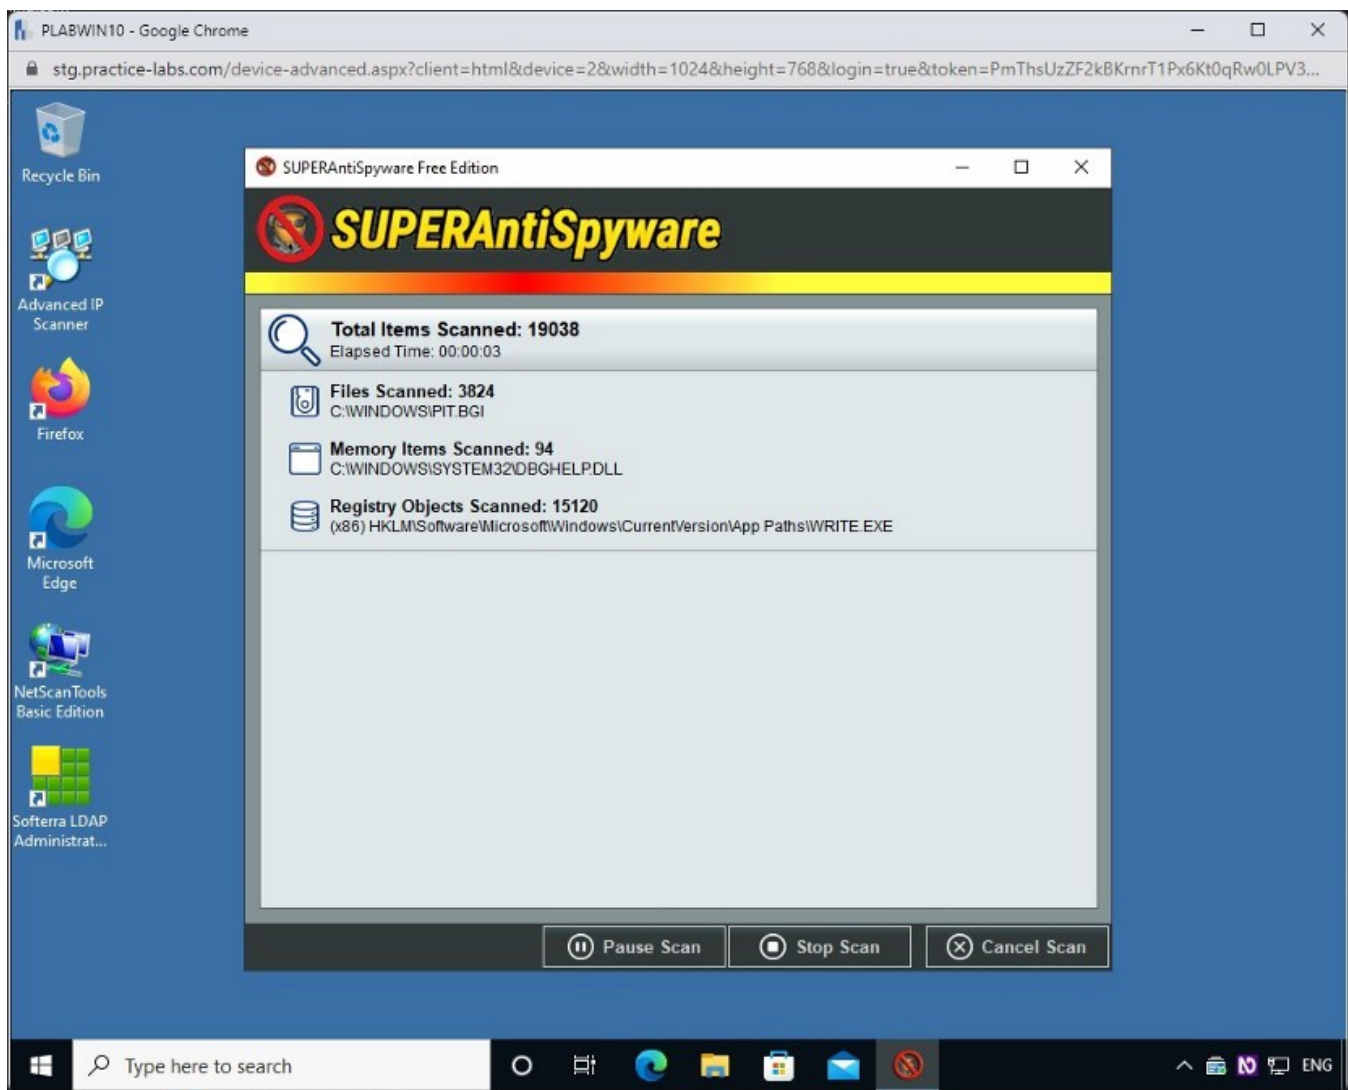 PLABWIN10 - Google Chrome
stg.practice-labs.com/device-advanced.aspx?client=html&device=2&width=1024&height=768&login=true&token=PmThsUzZF2kBKrnrT1Px6Kt0qRw0LPV3...
Recycle Bin
Advanced IP
Scanner
Firefox
Microsoft
Edge
NetScanTools
Basic Edition
Softerra LDAP
Administrat...
SUPERAntiSpyware Free Edition
SUPERAntiSpyware
Total Items Scanned: 19038
Elapsed Time: 00:00:03
Files Scanned: 3824
C:\WINDOWS\PIT.BGI
Memory Items Scanned: 94
C:\WINDOWS\SYSTEM32\DBGHELP.DLL
Registry Objects Scanned: 15120
(x86) HKLM\Software\Microsoft\Windows\CurrentVersion\App Paths\WRITE.EXE
Pause Scan
Stop Scan
Cancel Scan
Type here to search
ENG